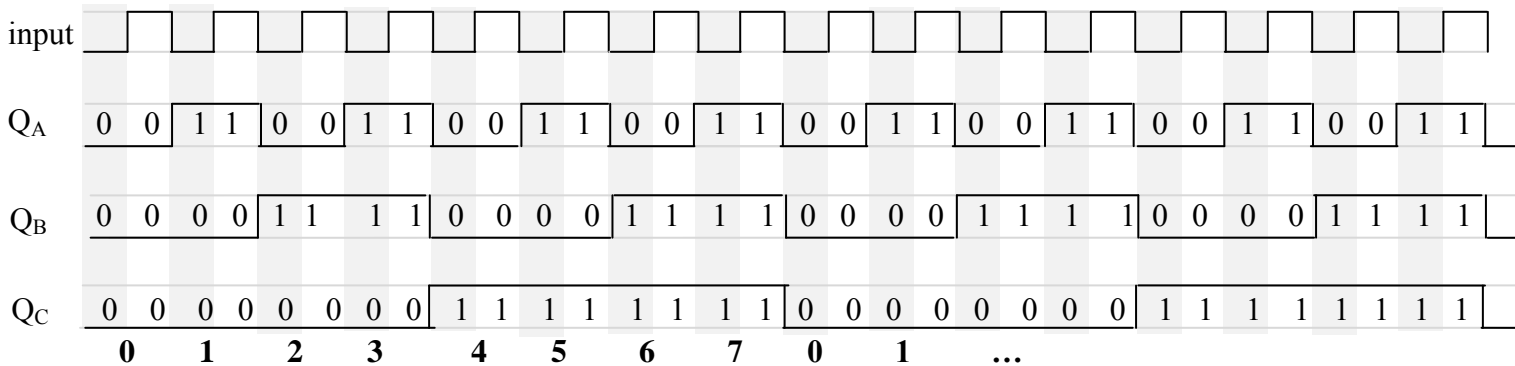 input
Q_A 0 0 1 1 0 0 1 1 0 0 1 1 0 0 1 1 0 0 1 1 0 0 1 1 0 0 1 1 0 0 1 1
Q_B 0 0 0 0 1 1 1 1 0 0 0 0 1 1 1 1 0 0 0 0 1 1 1 1 0 0 0 0 1 1 1 1
Q_C 0 0 0 0 0 0 0 0 1 1 1 1 1 1 1 1 0 0 0 0 0 0 0 0 1 1 1 1 1 1 1 1
0 1 2 3 4 5 6 7 0 1 ...